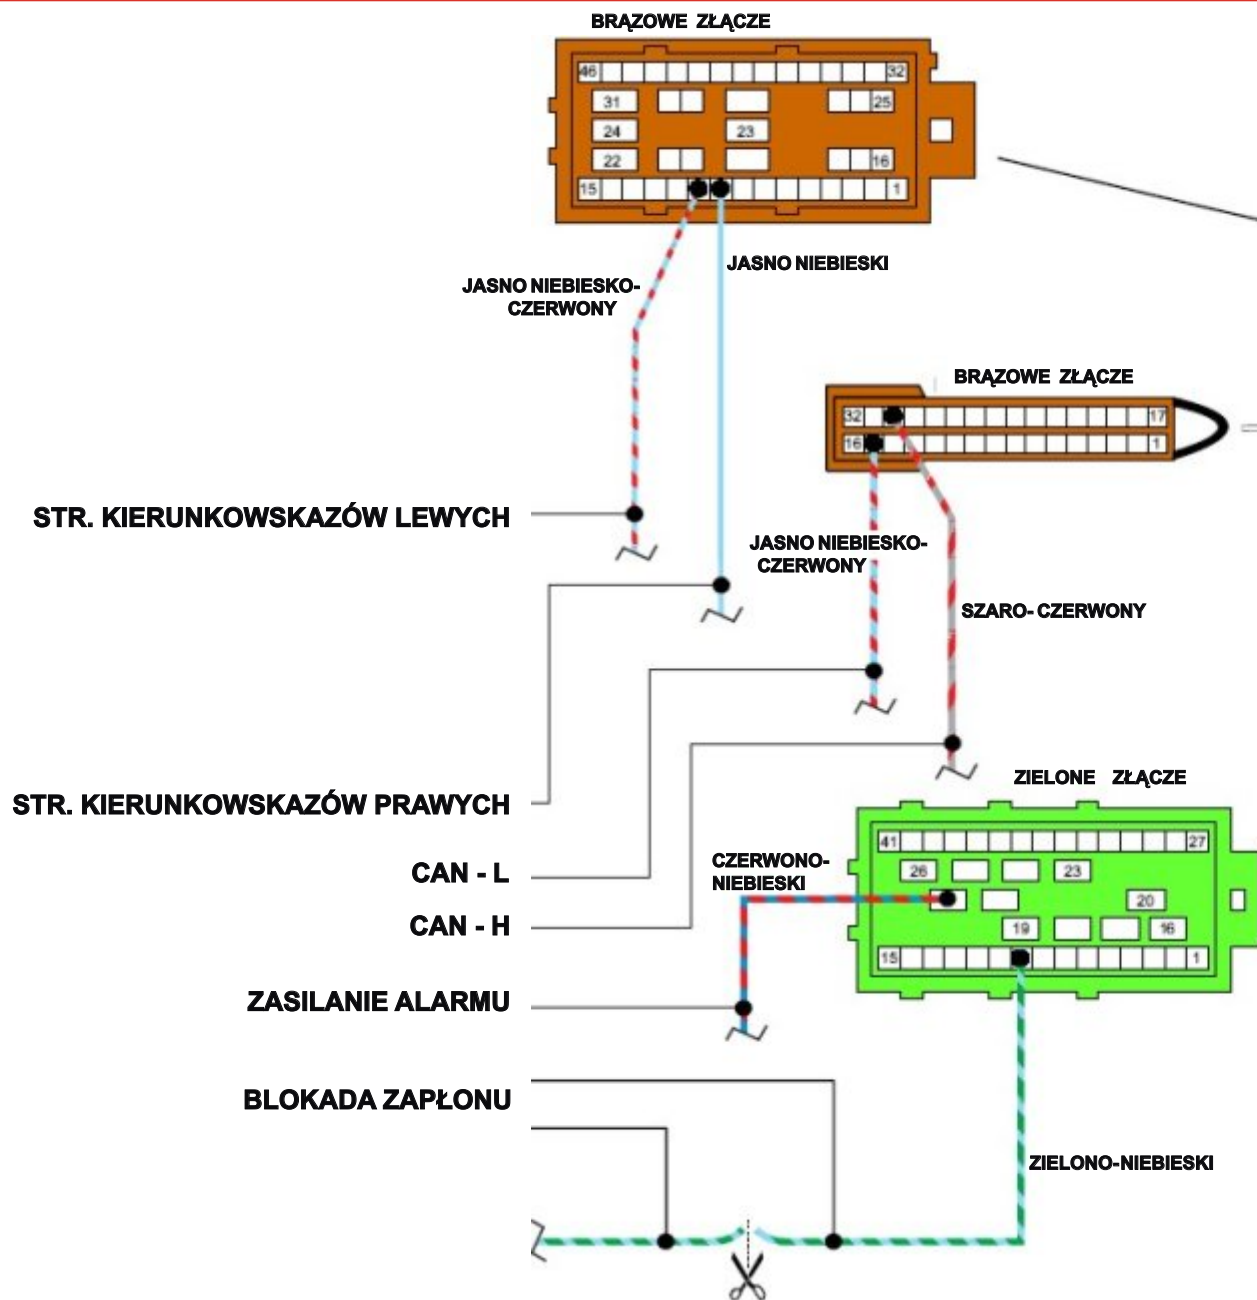 BRĄZOWE ZŁĄCZE
46 32
31 25
24 23
22 16
15 1
JASNO NIEBIESKI
JASNO NIEBIESKO-
CZERWONY
BRĄZOWE ZŁĄCZE
32 17
16 1
STR. KIERUNKOWSKAZÓW LEWYCH
JASNO NIEBIESKO-
CZERWONY
SZARO- CZERWONY
ZIELONE ZŁĄCZE
STR. KIERUNKOWSKAZÓW PRAWYCH
41 27
CZERWONO-
NIEBIESKI
26 23
20
19 16
15 1
CAN - L
CAN - H
ZASILANIE ALARMU
BLOKADA ZAPŁONU
ZIELONO-NIEBIESKI